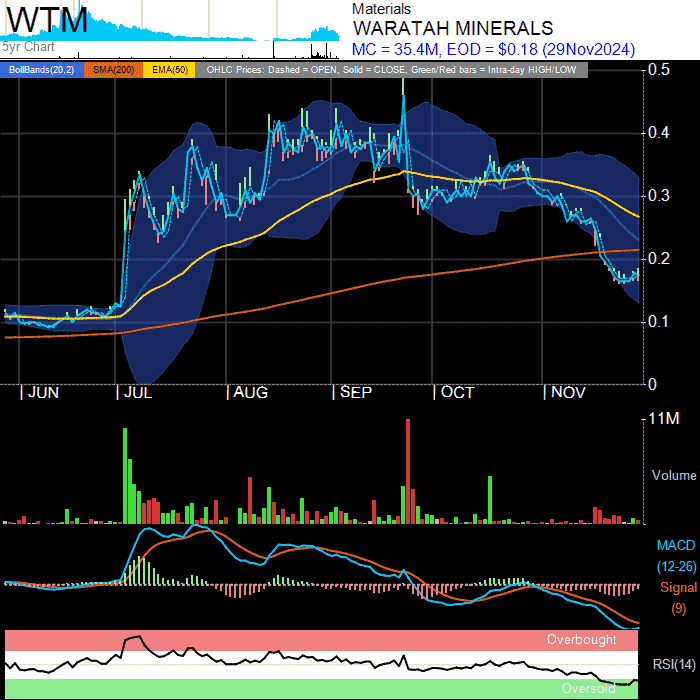 WTM
5yr Chart
Materials
WARATAH MINERALS
MC = 35.4M, EOD = $0.18 (29Nov2024)
BollBands(20,2) SMA(200) EMA(50) OHLC Prices: Dashed = OPEN, Solid = CLOSE, Green/Red bars = Intra-day HIGH/LOW
0.5
0.4
0.3
0.2
0.1
0
JUN JUL AUG SEP OCT NOV
11M
Volume
MACD
(12-26)
Signal
(9)
Overbought
RSI(14)
Oversold